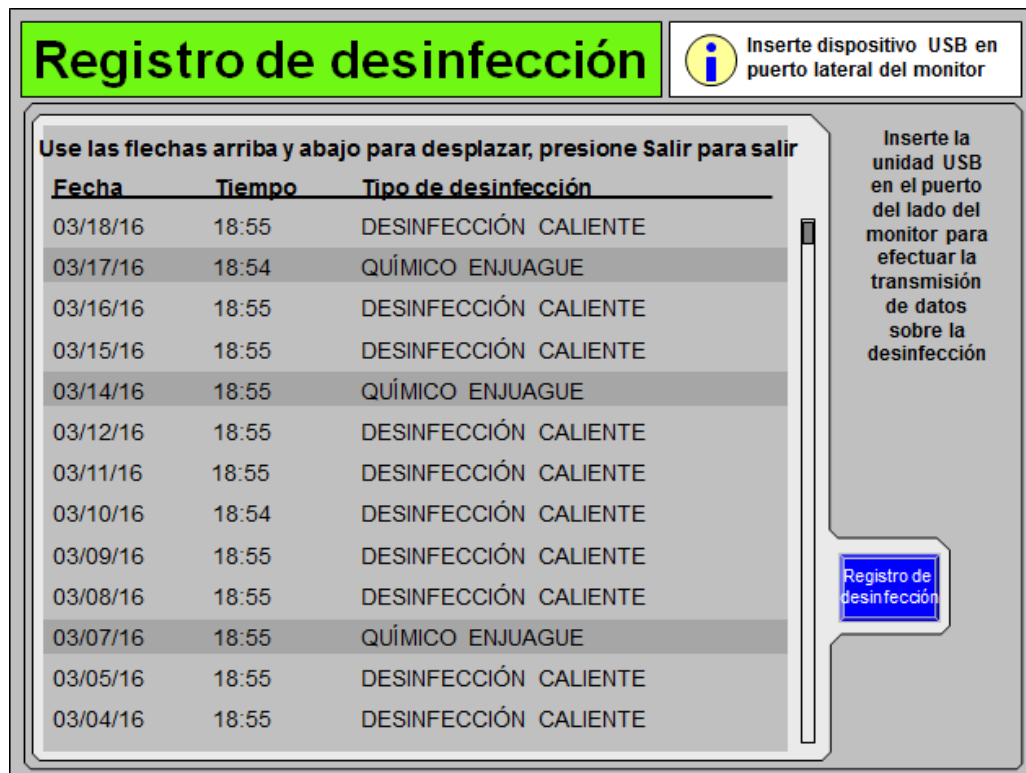 Registro de desinfección
Inserte dispositivo USB en
puerto lateral del monitor
Use las flechas arriba y abajo para desplazar, presione Salir para salir
Fecha Tiempo Tipo de desinfección
03/18/16 18:55 DESINFECCIÓN CALIENTE
03/17/16 18:54 QUÍMICO ENJUAGUE
03/16/16 18:55 DESINFECCIÓN CALIENTE
03/15/16 18:55 DESINFECCIÓN CALIENTE
03/14/16 18:55 QUÍMICO ENJUAGUE
03/12/16 18:55 DESINFECCIÓN CALIENTE
03/11/16 18:55 DESINFECCIÓN CALIENTE
03/10/16 18:54 DESINFECCIÓN CALIENTE
03/09/16 18:55 DESINFECCIÓN CALIENTE
03/08/16 18:55 DESINFECCIÓN CALIENTE
03/07/16 18:55 QUÍMICO ENJUAGUE
03/05/16 18:55 DESINFECCIÓN CALIENTE
03/04/16 18:55 DESINFECCIÓN CALIENTE
Inserte la
unidad USB
en el puerto
del lado del
monitor para
efectuar la
transmisión
de datos
sobre la
desinfección
Registro de
desinfección